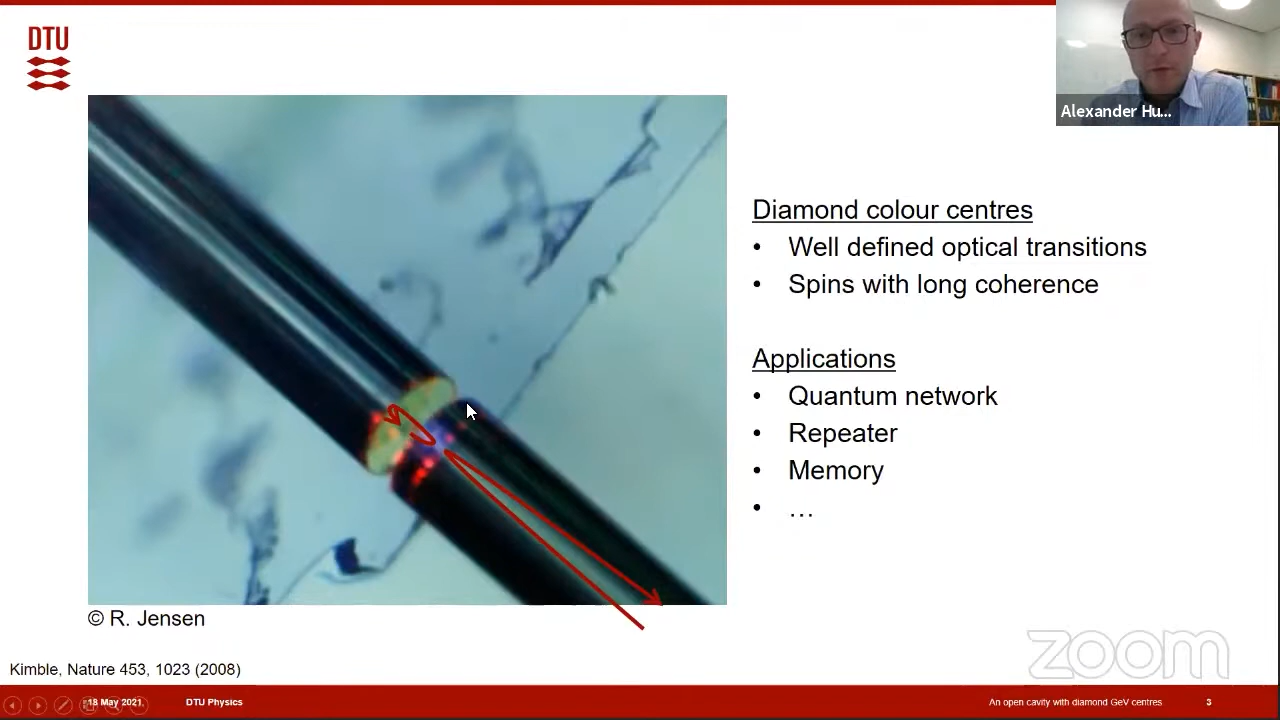 DTU
Alexander Hu...
Diamond colour centres
• Well defined optical transitions
• Spins with long coherence
Applications
• Quantum network
• Repeater
• Memory
• …
© R. Jensen
Kimble, Nature 453, 1023 (2008)
zoom
18 May 2021
DTU Physics
An open cavity with diamond GeV centres
3